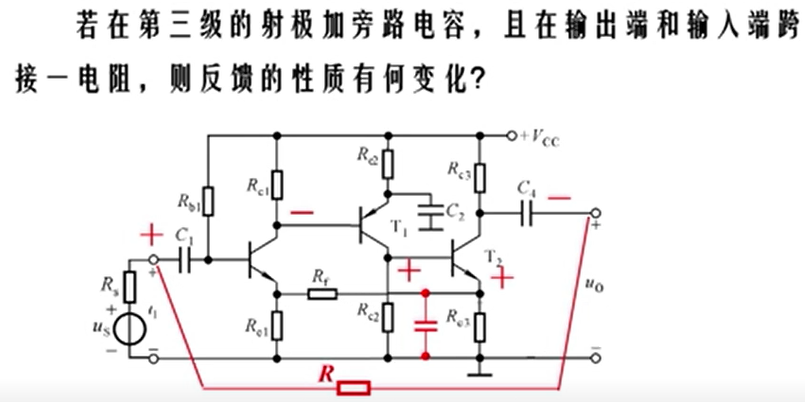 若在第三级的射极加旁路电容，且在输出端和输入端跨
接一电阻，则反馈的性质有何变化?
+VCC
Re2
Rc1
Rc3
C4
−
Rb1
−
C2
T1
+
C1
+
T2
+
+
Rs
+
Rf
uO
+
Rc2
Re3
uS
Re1
−
−
−
R